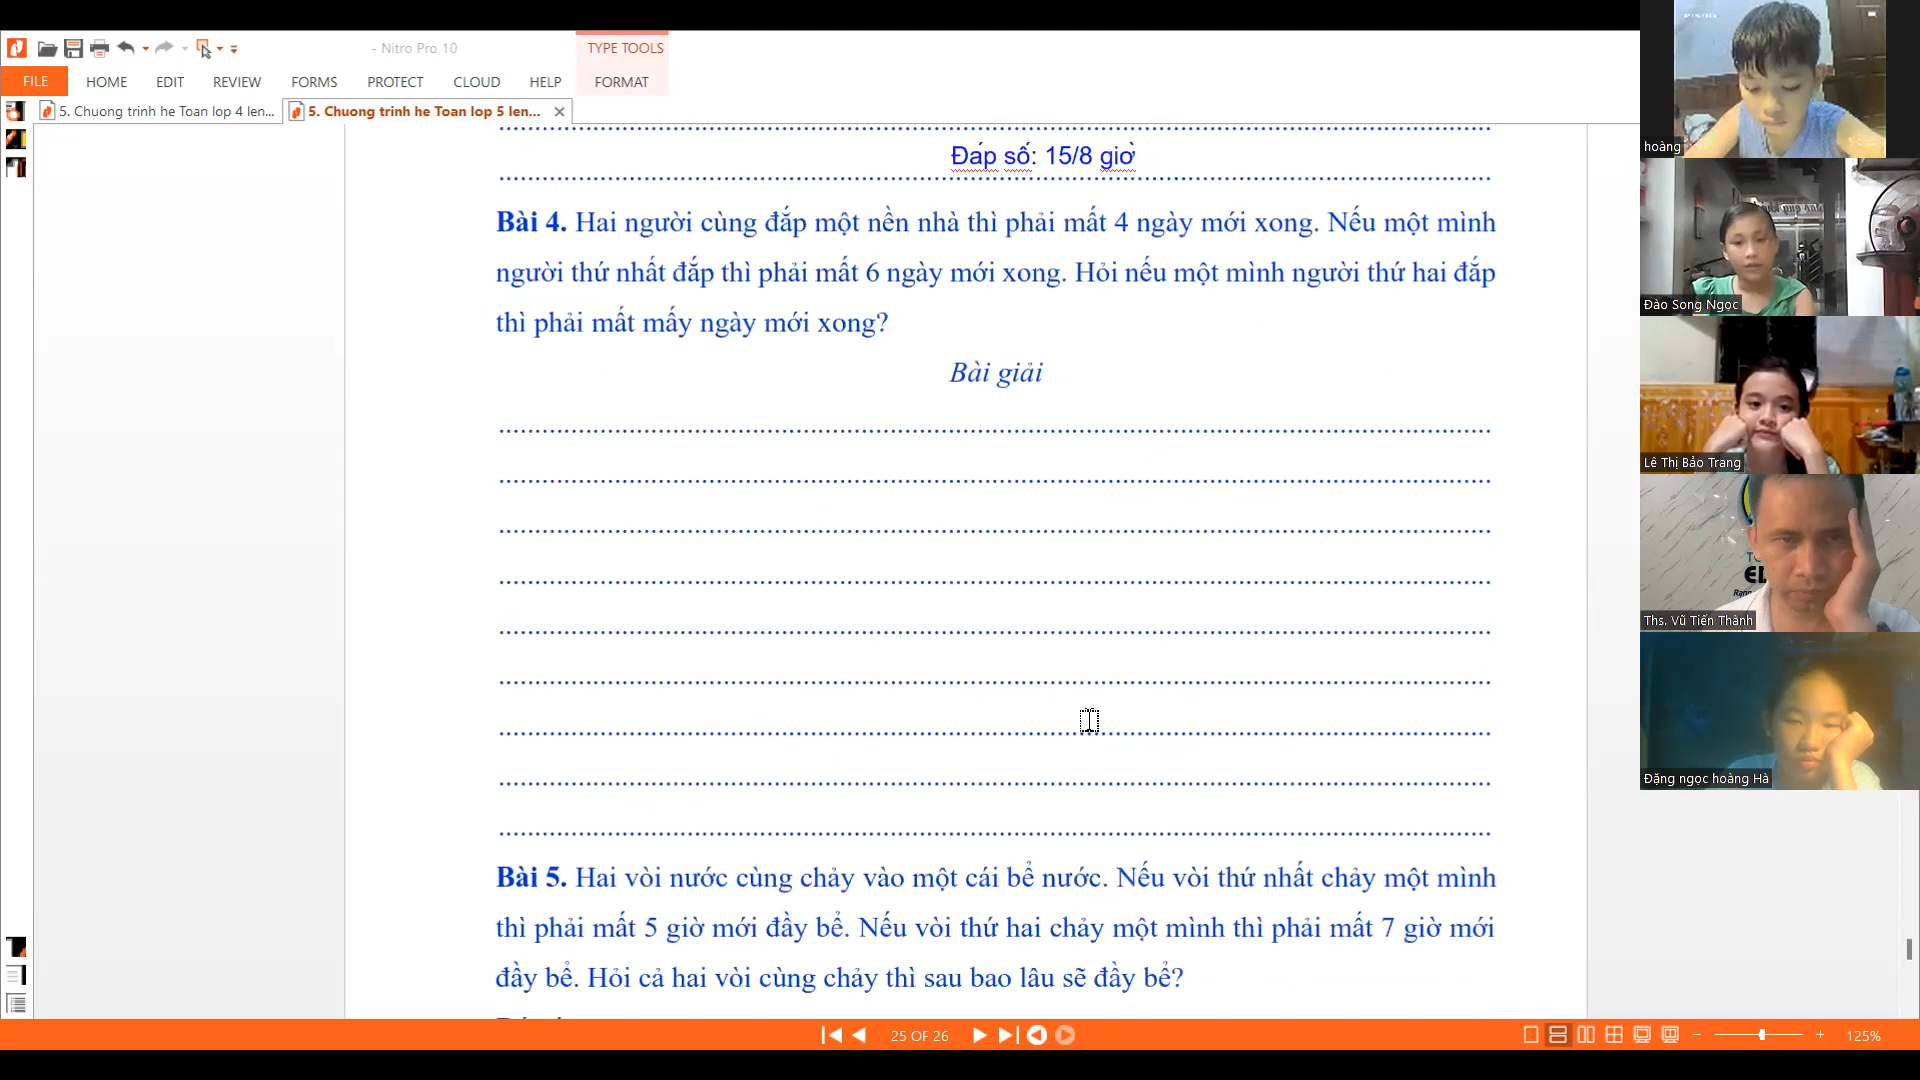 - Nitro Pro 10
TYPE TOOLS
FILE HOME EDIT REVIEW FORMS PROTECT CLOUD HELP FORMAT
5. Chuong trinh he Toan lop 4 len... 5. Chuong trinh he Toan lop 5 len...
Đáp số: 15/8 giờ
Bài 4. Hai người cùng đắp một nền nhà thì phải mất 4 ngày mới xong. Nếu một mình
người thứ nhất đắp thì phải mất 6 ngày mới xong. Hỏi nếu một mình người thứ hai đắp
thì phải mất mấy ngày mới xong?
Bài giải
Bài 5. Hai vòi nước cùng chảy vào một cái bể nước. Nếu vòi thứ nhất chảy một mình
thì phải mất 5 giờ mới đầy bể. Nếu vòi thứ hai chảy một mình thì phải mất 7 giờ mới
đầy bể. Hỏi cả hai vòi cùng chảy thì sau bao lâu sẽ đầy bể?
25 OF 26
125%
hoàng
Đào Song Ngọc
Lê Thị Bảo Trang
Ths. Vũ Tiến Thành
Đặng ngọc hoàng Hà